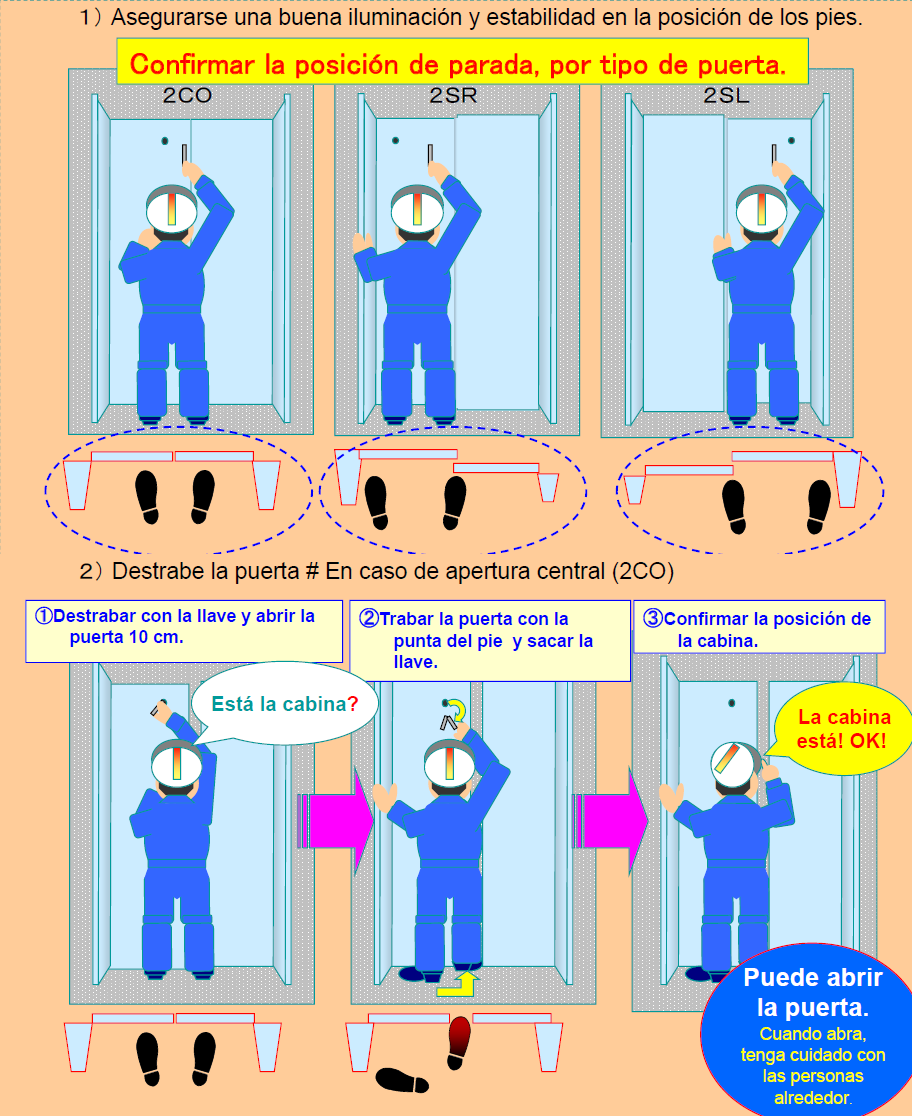 1) Asegurarse una buena iluminación y estabilidad en la posición de los pies.
Confirmar la posición de parada, por tipo de puerta.
2CO
2SR
2SL
2) Destrabe la puerta # En caso de apertura central (2CO)
①Destrabar con la llave y abrir la
puerta 10 cm.
②Trabar la puerta con la
punta del pie y sacar la
llave.
③Confirmar la posición de
la cabina.
Está la cabina?
La cabina
está! OK!
Puede abrir
la puerta.
Cuando abra,
tenga cuidado con
las personas
alrededor.